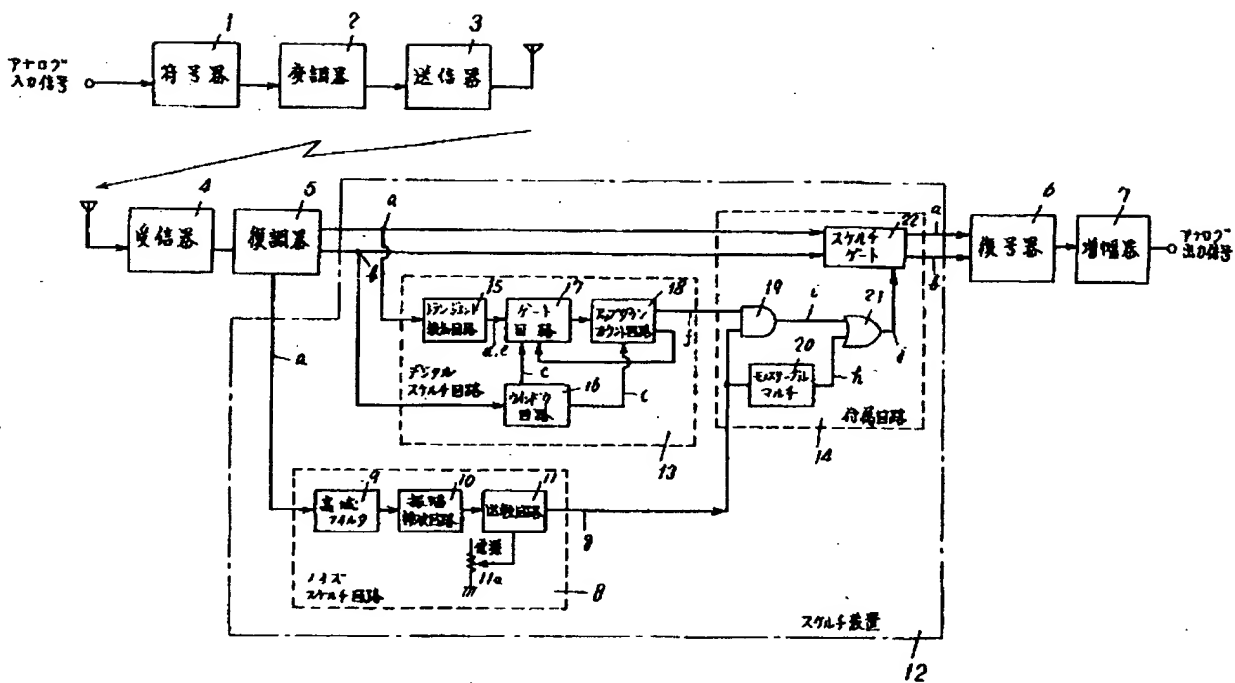 1
2
3
アナログ
入力信号
符号器
変調器
送信器
4
5
a
22
a
6
7
受信器
復調器
スケルチ
ゲート
復号器
増幅器
アナログ
出力信号
b
b
15
17
18
19
i
21
トランジェント
検出回路
ゲート
回路
アップダウン
カウント回路
f
d,e
j
20
c
モノステーブル
マルチ
h
デジタル
スケルチ回路
ウインドウ
回路
16
c
付属回路
13
14
a
9
10
11
高域
フィルタ
振幅
検波回路
比較回路
g
電源
11a
ノイズ
スケルチ回路
8
スケルチ装置
12